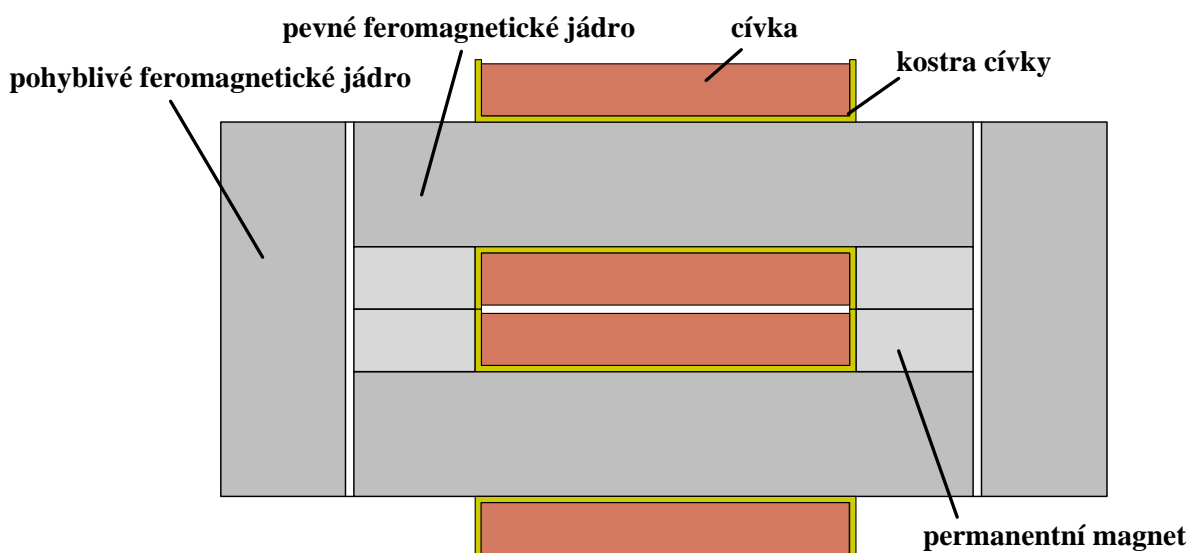 pevné feromagnetické jádro
cívka
kostra cívky
pohyblivé feromagnetické jádro
permanentní magnet